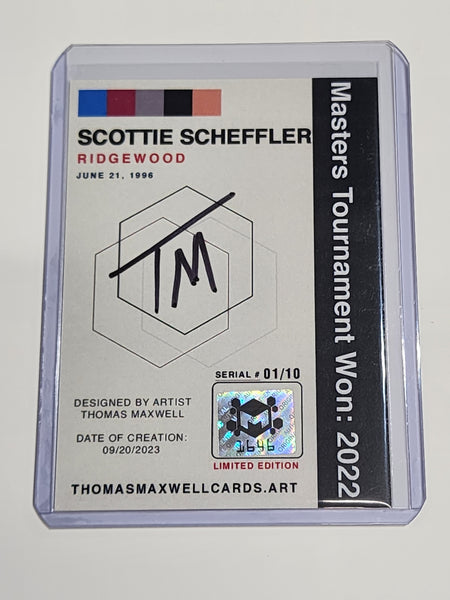 SCOTTIE SCHEFFLER
RIDGEWOOD
JUNE 21, 1996
TM
SERIAL # 01/10
DESIGNED BY ARTIST
THOMAS MAXWELL
DATE OF CREATION:
09/20/2023
1646
LIMITED EDITION
THOMASMAXWELLCARDS.ART
Masters Tournament Won: 2022